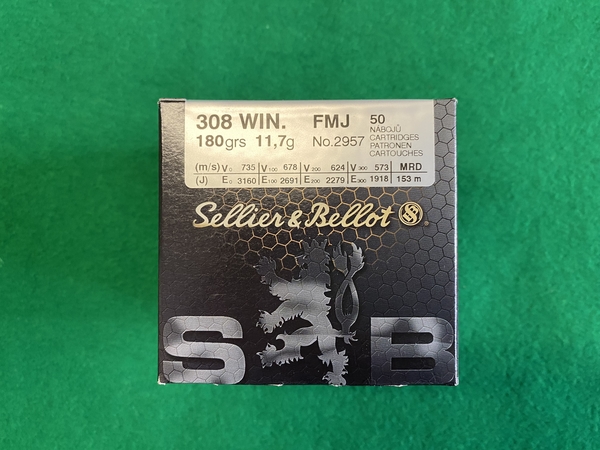 308 WIN. FMJ 50
180grs 11,7g No.2957 NÁBOJŮ
CARTRIDGES
PATRONEN
CARTOUCHES
(m/s) V0 735 V100 678 V200 624 V300 573 MRD
(J) E0 3160 E100 2691 E200 2279 E300 1918 153 m
Sellier & Bellot SB®
S B